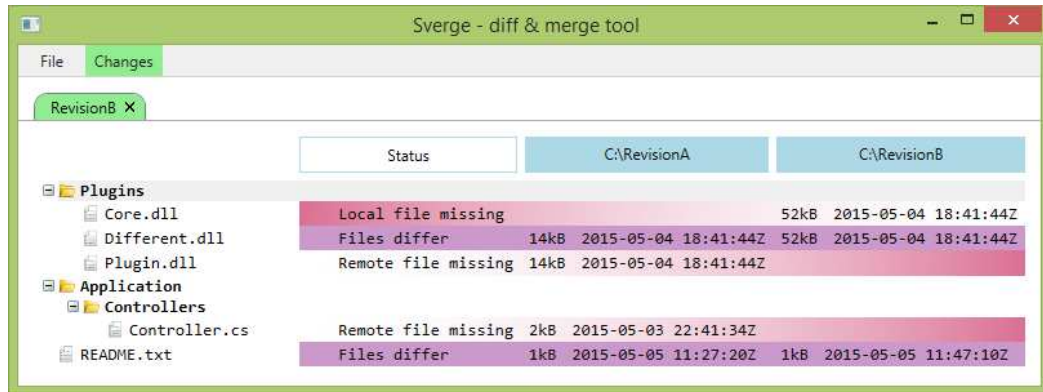 Sverge - diff & merge tool
File Changes
RevisionB
Status C:\RevisionA C:\RevisionB
Plugins
Core.dll Local file missing 52kB 2015-05-04 18:41:44Z
Different.dll Files differ 14kB 2015-05-04 18:41:44Z 52kB 2015-05-04 18:41:44Z
Plugin.dll Remote file missing 14kB 2015-05-04 18:41:44Z
Application
Controllers
Controller.cs Remote file missing 2kB 2015-05-03 22:41:34Z
README.txt Files differ 1kB 2015-05-05 11:27:20Z 1kB 2015-05-05 11:47:10Z